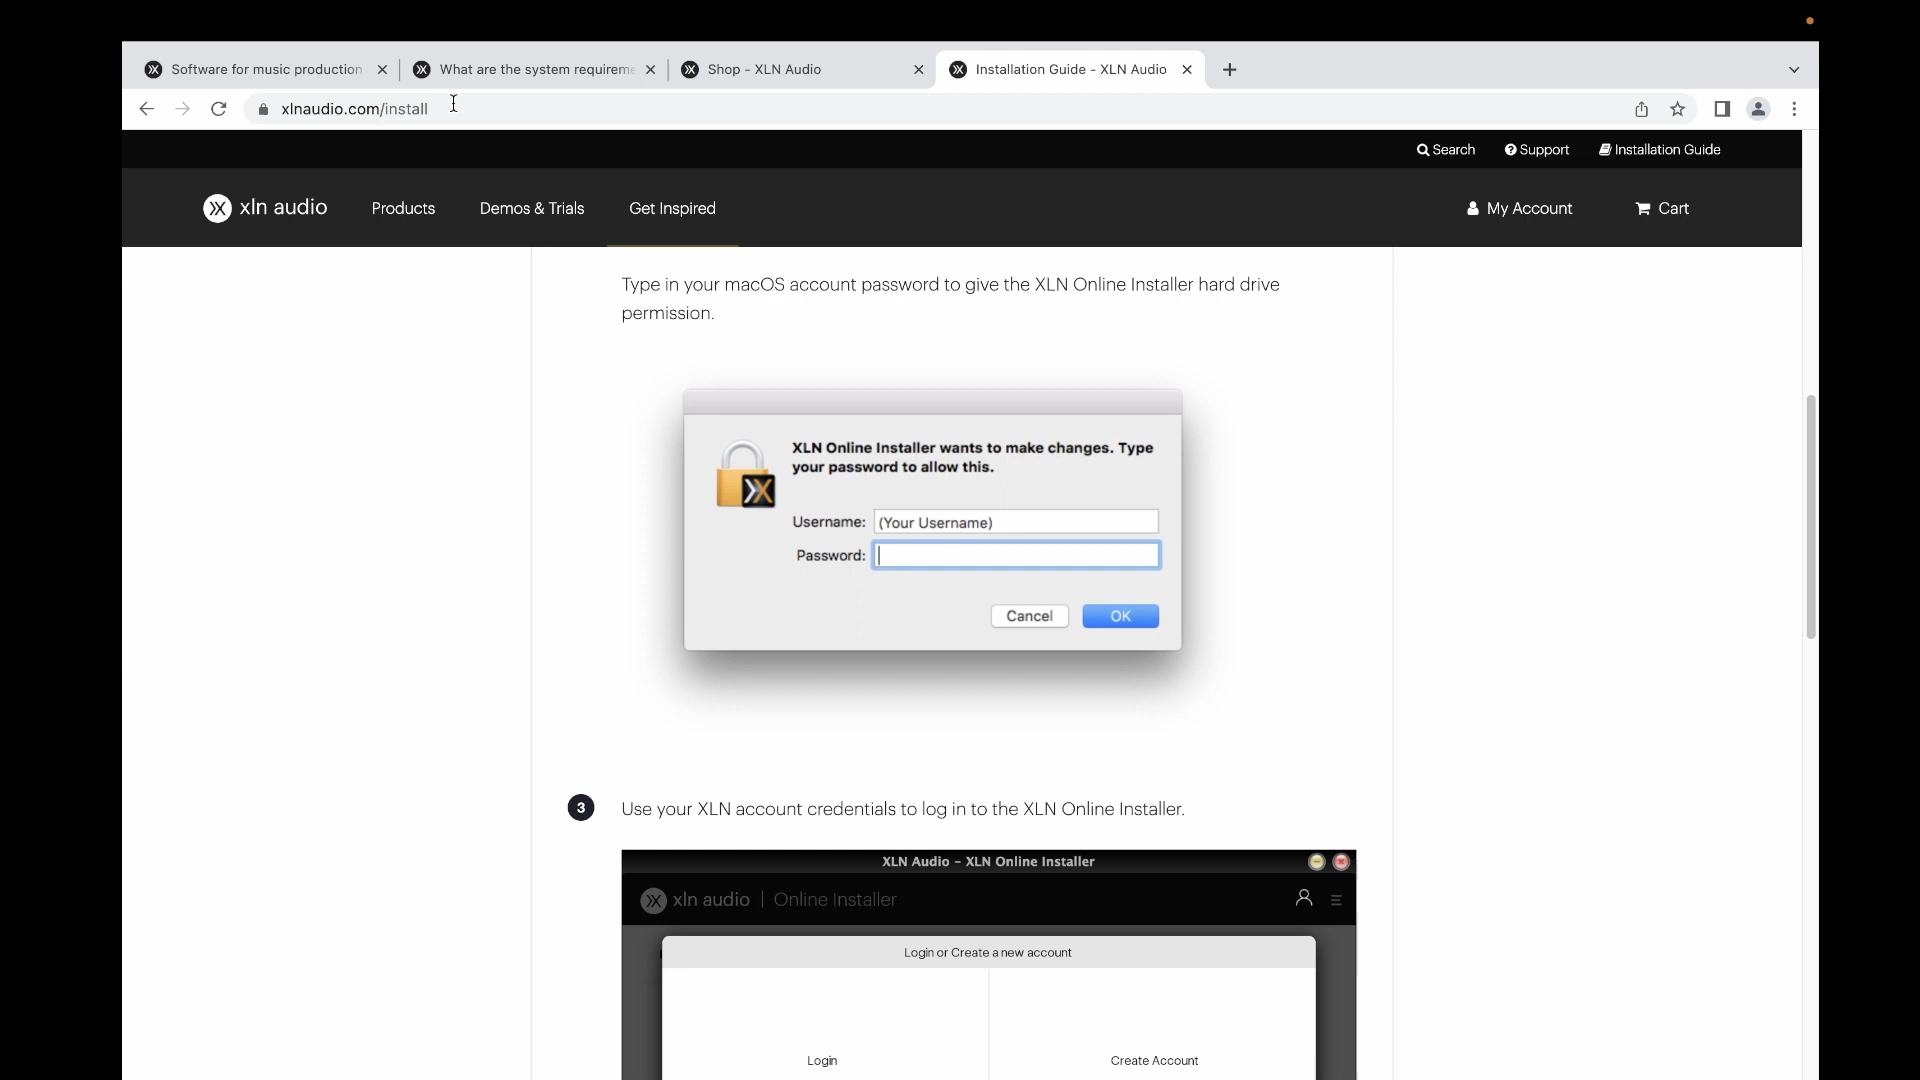 Software for music production
What are the system requireme
Shop - XLN Audio
Installation Guide - XLN Audio
xlnaudio.com/install
Search
Support
Installation Guide
xln audio
Products
Demos & Trials
Get Inspired
My Account
Cart
Type in your macOS account password to give the XLN Online Installer hard drive
permission.
XLN Online Installer wants to make changes. Type
your password to allow this.
Username: (Your Username)
Password:
Cancel
OK
3
Use your XLN account credentials to log in to the XLN Online Installer.
XLN Audio - XLN Online Installer
xln audio | Online Installer
Login or Create a new account
Login
Create Account